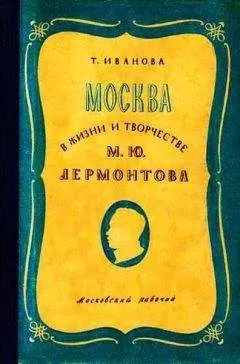 Т. ИВАНОВА
МОСКВА
В ЖИЗНИ И ТВОРЧЕСТВЕ
М. Ю.
ЛЕРМОНТОВА
Московский рабочий